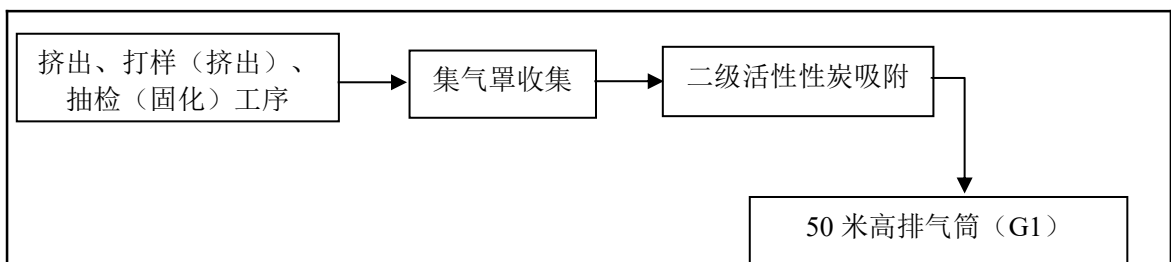 挤出、打样（挤出）、
抽检（固化）工序
集气罩收集
二级活性性炭吸附
50 米高排气筒（G1）